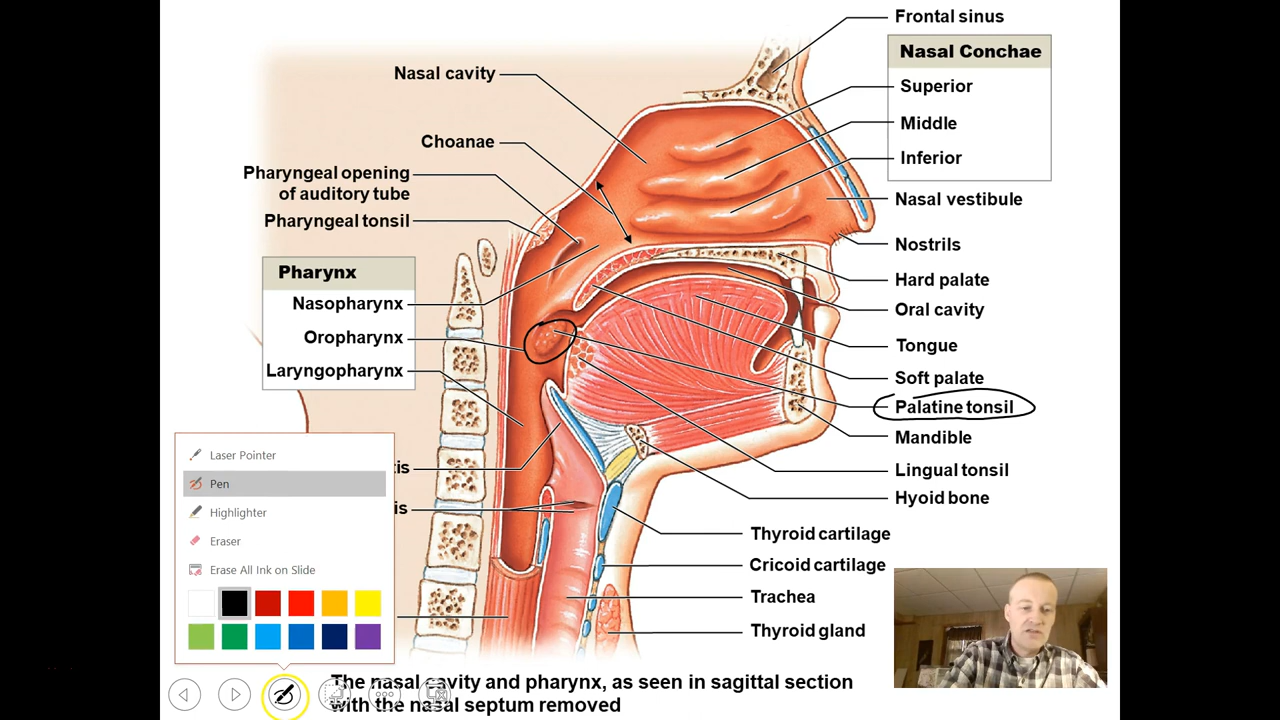 Frontal sinus
Nasal Conchae
Superior
Middle
Inferior
Nasal cavity
Choanae
Pharyngeal opening
of auditory tube
Pharyngeal tonsil
Pharynx
Nasopharynx
Oropharynx
Laryngopharynx
Nasal vestibule
Nostrils
Hard palate
Oral cavity
Tongue
Soft palate
Palatine tonsil
Mandible
Lingual tonsil
Hyoid bone
Thyroid cartilage
Cricoid cartilage
Trachea
Thyroid gland
tis
is
Laser Pointer
Pen
Highlighter
Eraser
Erase All Ink on Slide
The nasal cavity and pharynx, as seen in sagittal section
with the nasal septum removed